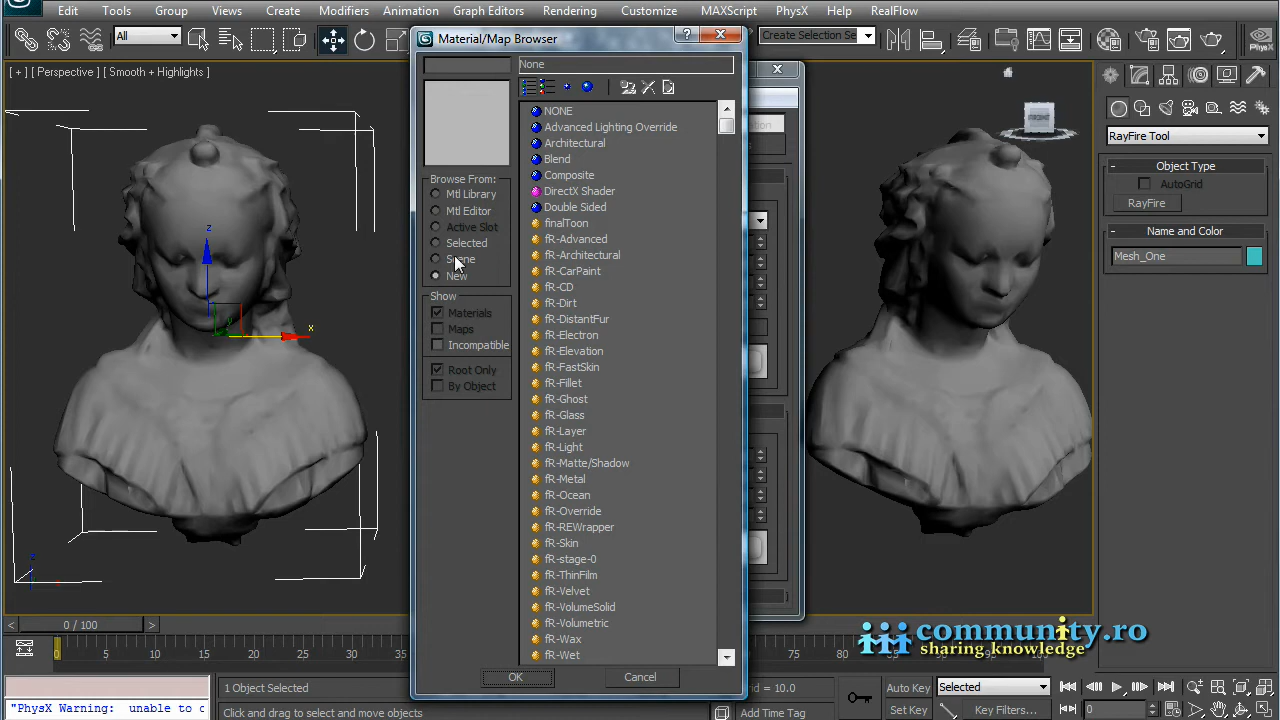 Edit Tools Group Views Create Modifiers Animation Graph Editors Rendering Customize MAXScript PhysX Help RealFlow
All
Create Selection Se
PhysX
[ + ] [ Perspective ] [ Smooth + Highlights ]
Material/Map Browser
None
NONE
Advanced Lighting Override
Architectural
Blend
Composite
DirectX Shader
Double Sided
finalToon
fR-Advanced
fR-Architectural
fR-CarPaint
fR-CD
fR-Dirt
fR-DistantFur
fR-Electron
fR-Elevation
fR-FastSkin
fR-Fillet
fR-Ghost
fR-Glass
fR-Layer
fR-Light
fR-Matte/Shadow
fR-Metal
fR-Ocean
fR-Override
fR-REWrapper
fR-Skin
fR-stage-0
fR-ThinFilm
fR-Velvet
fR-VolumeSolid
fR-Volumetric
fR-Wax
fR-Wet
Browse From:
Mtl Library
Mtl Editor
Active Slot
Selected
Scene
New
Show
Materials
Maps
Incompatible
Root Only
By Object
OK
Cancel
z
x
y
z
RayFire Tool
Object Type
AutoGrid
RayFire
Name and Color
Mesh_One
community.ro
sharing knowledge
0 / 100
0 5 10 15 20 25 30 35
75 80 85 90
1 Object Selected
d = 10.0
Auto Key
Selected
"PhysX Warning: unable to c
Click and drag to select and move objects
Add Time Tag
Set Key
Key Filters...
0